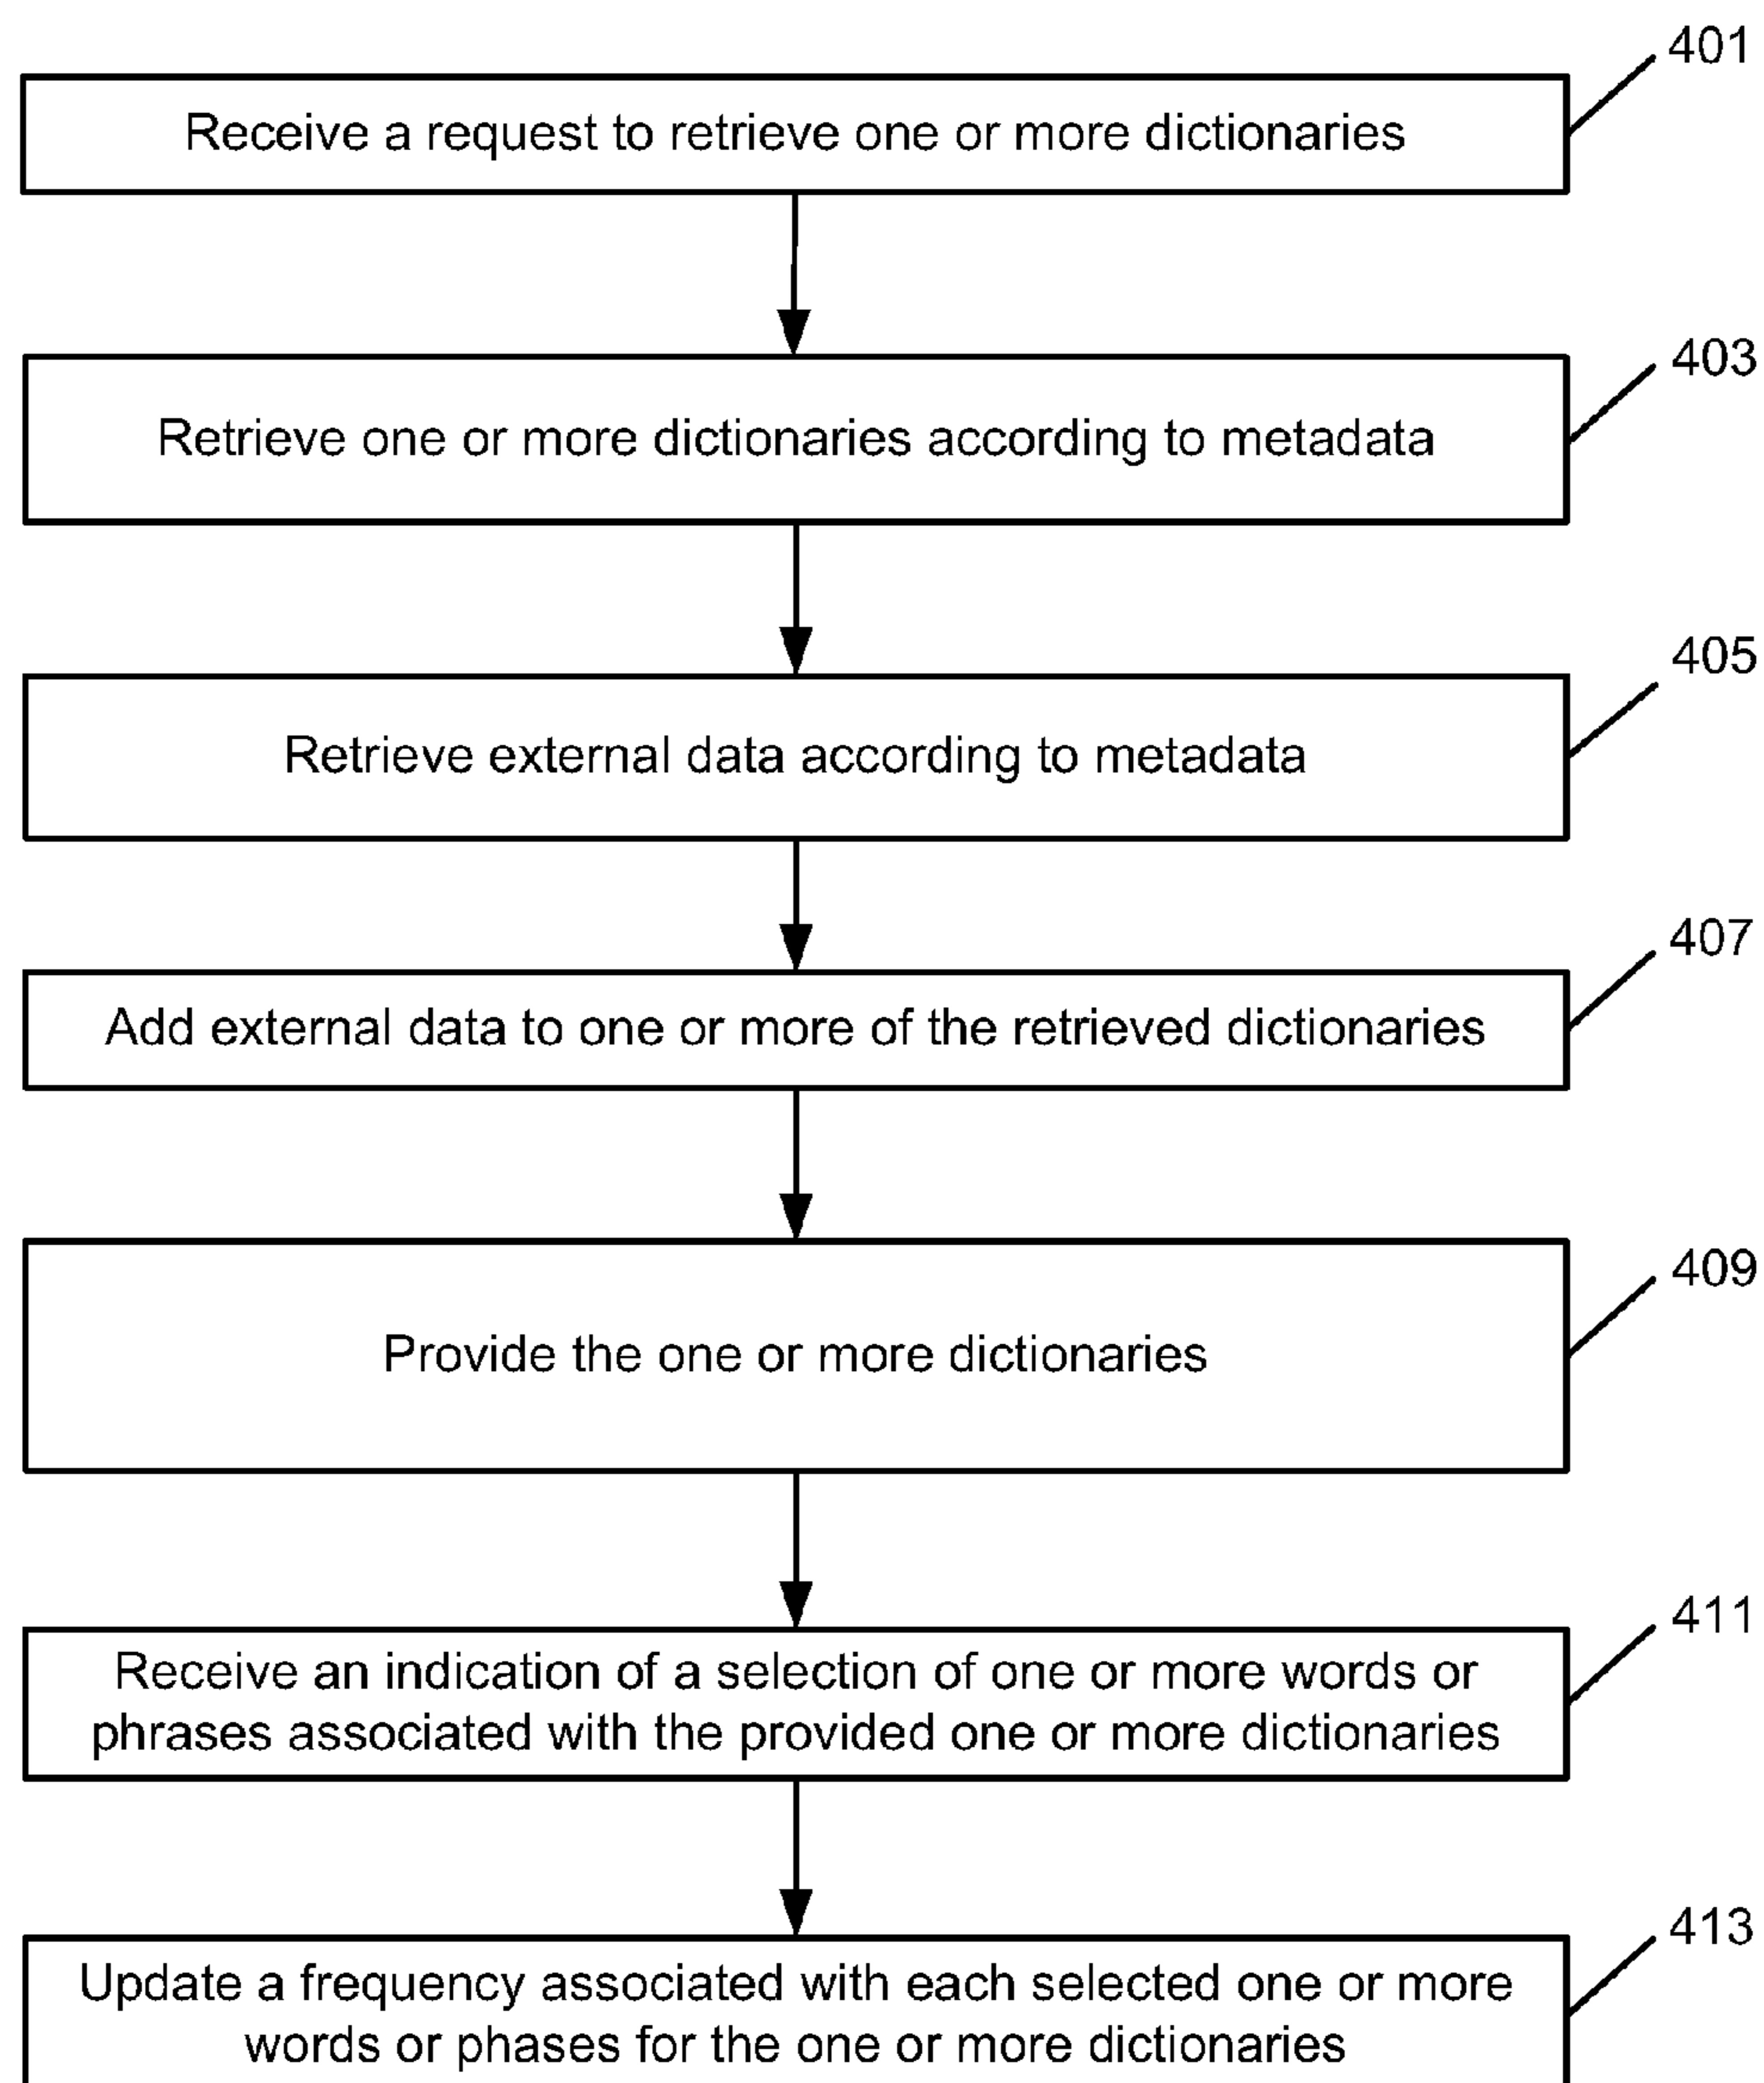 401
Receive a request to retrieve one or more dictionaries
403
Retrieve one or more dictionaries according to metadata
405
Retrieve external data according to metadata
407
Add external data to one or more of the retrieved dictionaries
409
Provide the one or more dictionaries
411
Receive an indication of a selection of one or more words or
phrases associated with the provided one or more dictionaries
413
Update a frequency associated with each selected one or more
words or phases for the one or more dictionaries